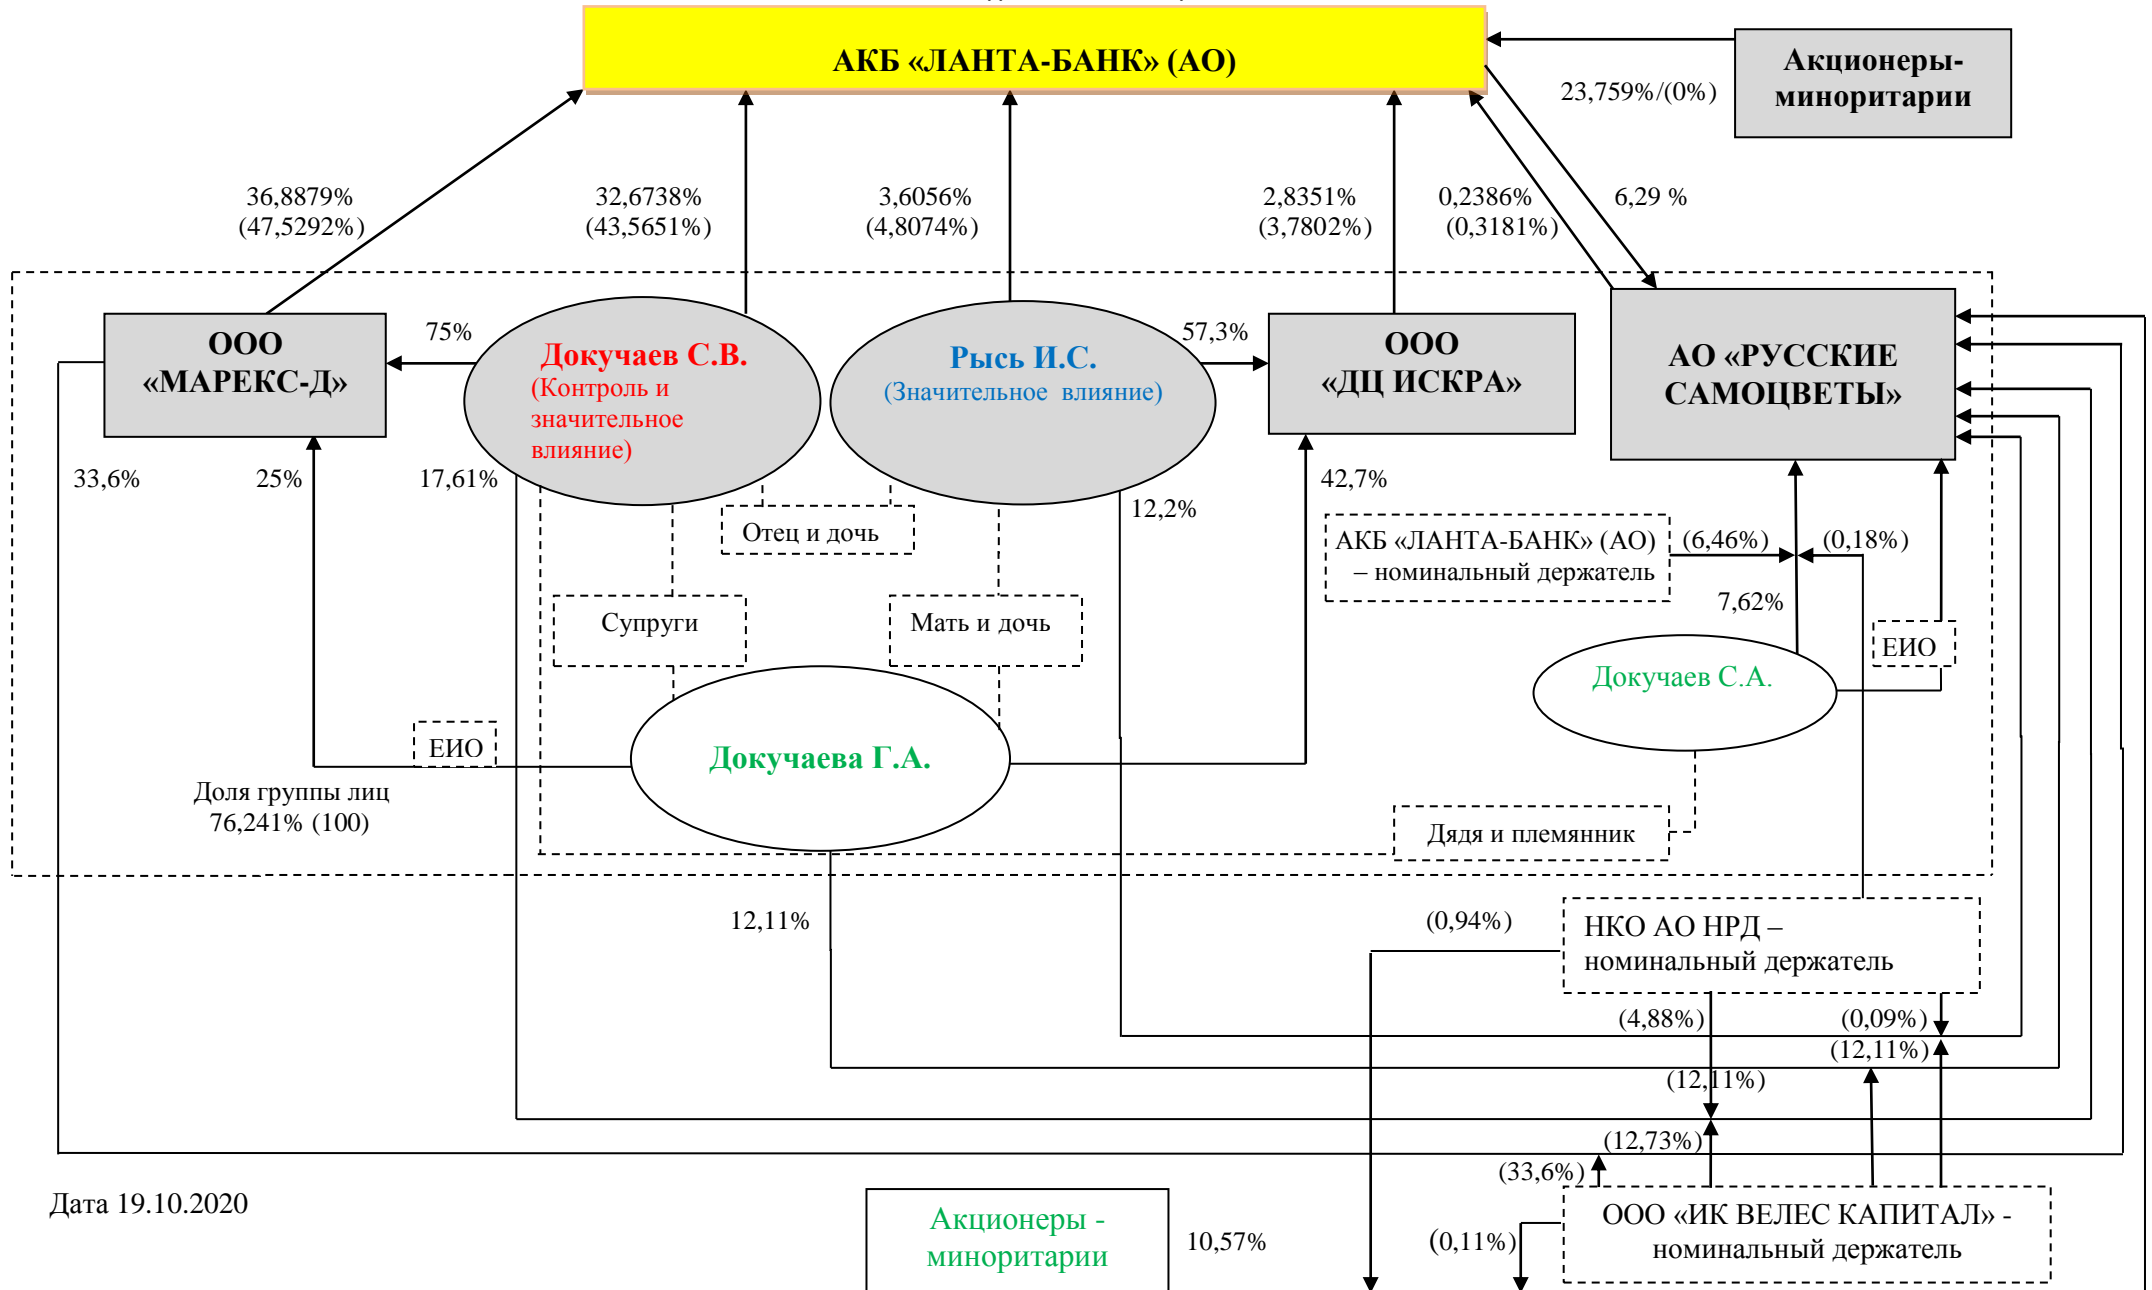 АКБ «ЛАНТА-БАНК» (АО)
Акционеры-
миноритарии
23,759%/(0%)
36,8879%
(47,5292%)
32,6738%
(43,5651%)
3,6056%
(4,8074%)
2,8351%
(3,7802%)
0,2386%
(0,3181%)
6,29 %
ООО
«МАРЕКС-Д»
75%
Докучаев С.В.
(Контроль и
значительное
влияние)
Рысь И.С.
(Значительное влияние)
57,3%
ООО
«ДЦ ИСКРА»
АО «РУССКИЕ
САМОЦВЕТЫ»
33,6%
25%
17,61%
42,7%
12,2%
Отец и дочь
АКБ «ЛАНТА-БАНК» (АО)
– номинальный держатель
(6,46%)
(0,18%)
7,62%
Супруги
Мать и дочь
ЕИО
Докучаев С.А.
ЕИО
Докучаева Г.А.
Доля группы лиц
76,241% (100)
Дядя и племянник
12,11%
(0,94%)
НКО АО НРД –
номинальный держатель
(4,88%)
(0,09%)
(12,11%)
(12,11%)
(12,73%)
(33,6%)
Дата 19.10.2020
Акционеры -
миноритарии
10,57%
(0,11%)
ООО «ИК ВЕЛЕС КАПИТАЛ» -
номинальный держатель